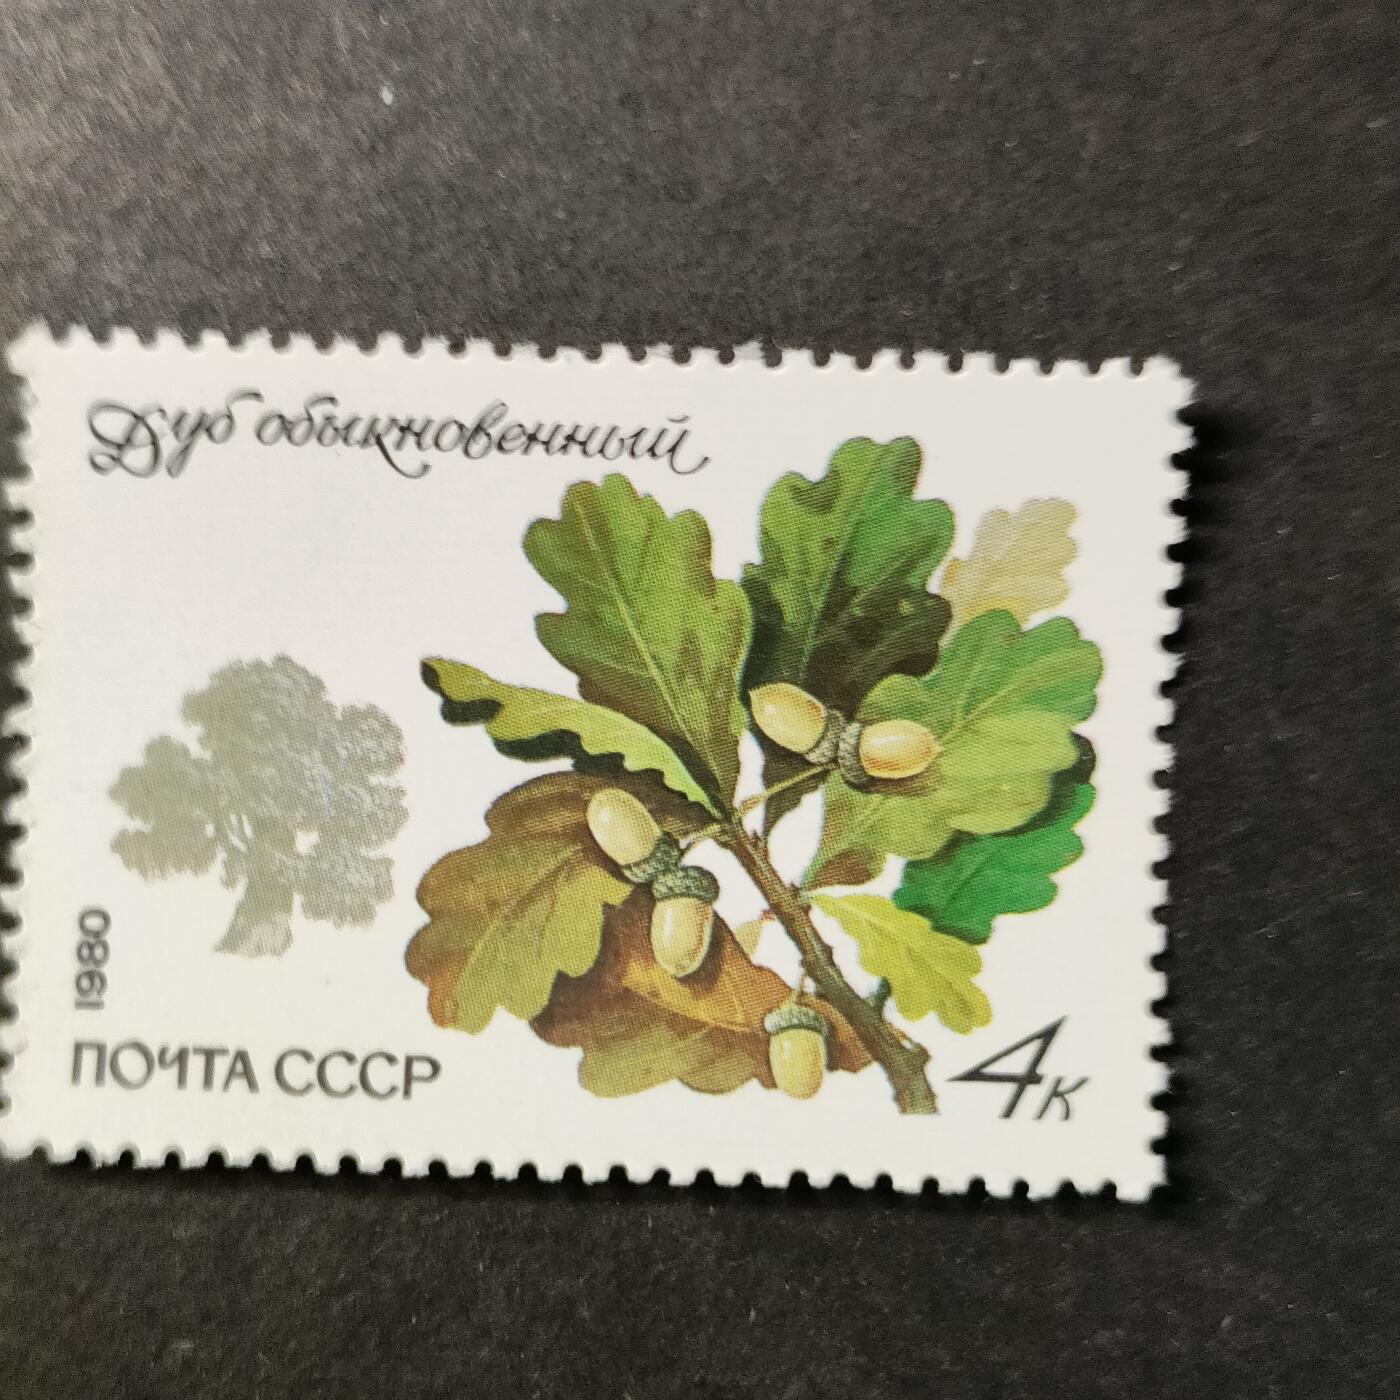 Дуб обыкновенный
1980
ПОЧТА СССР
4к